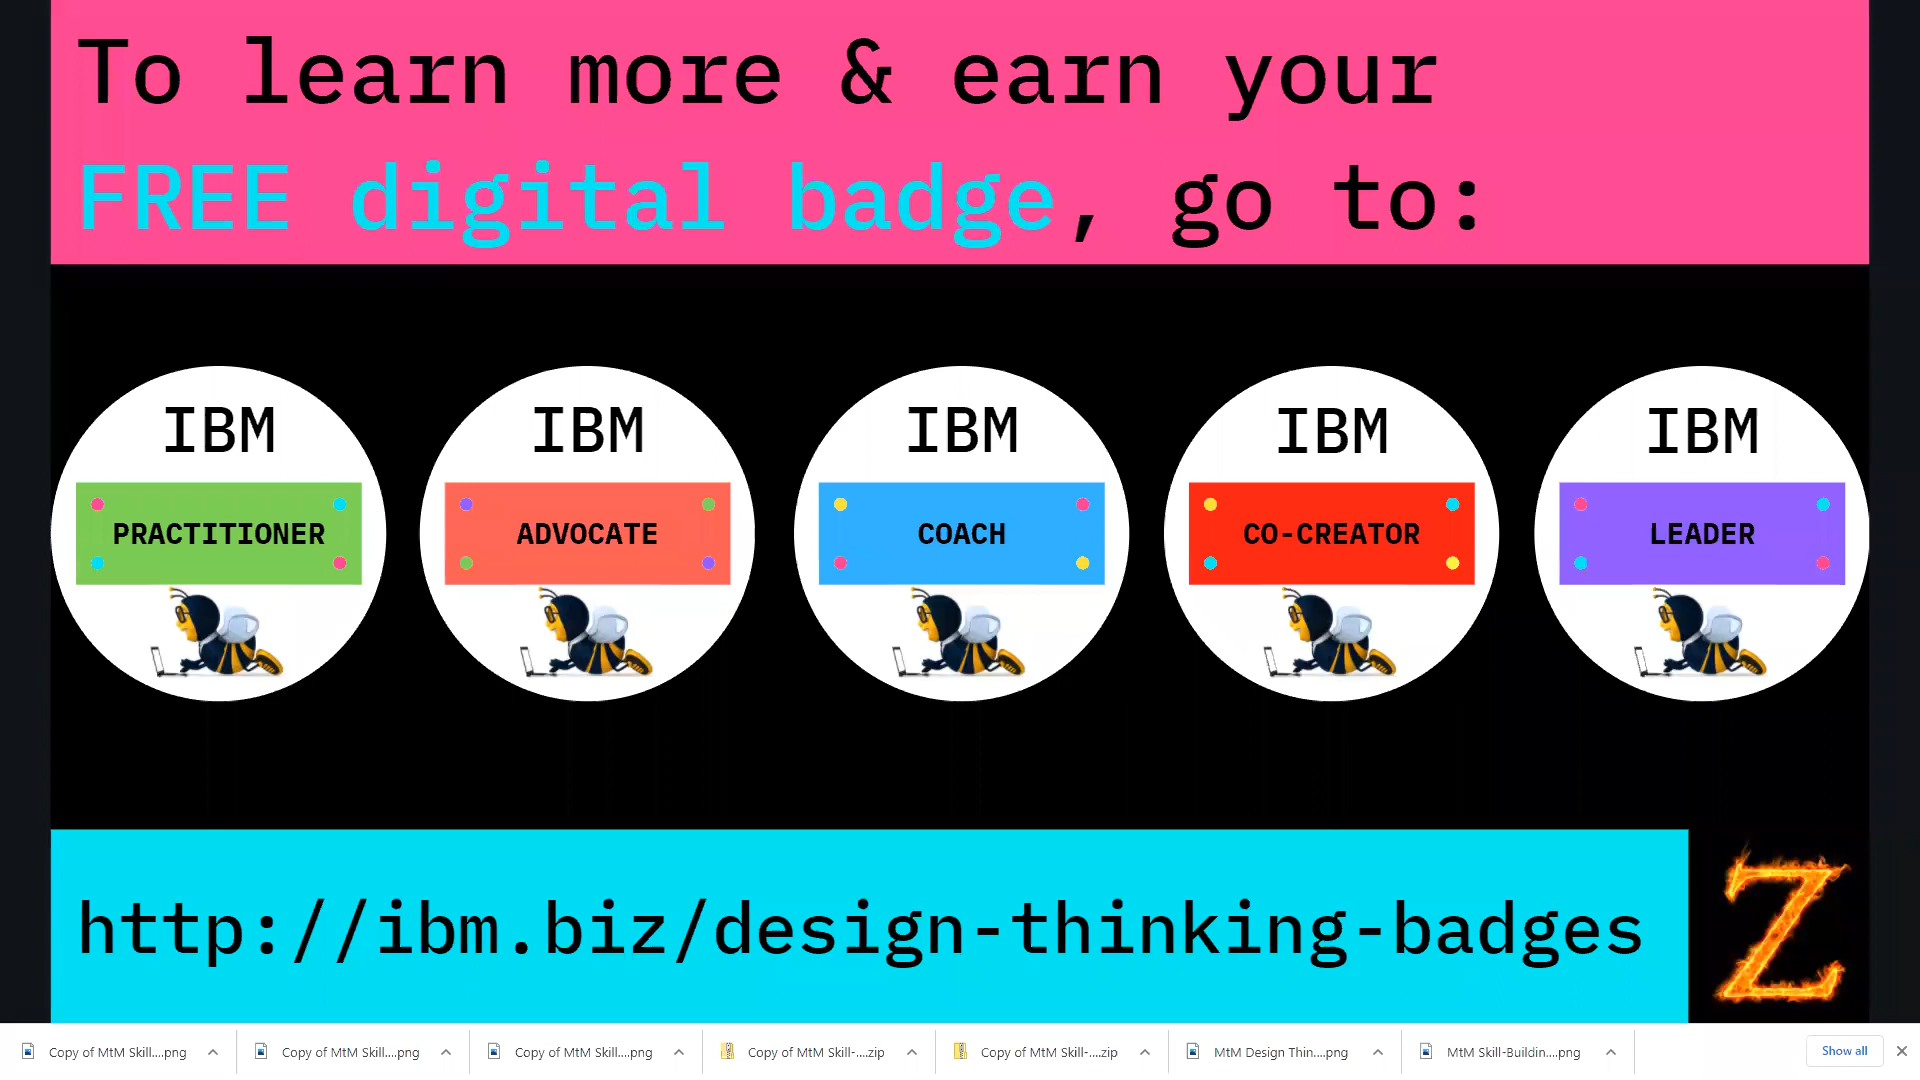 To learn more & earn your
FREE digital badge, go to:
IBM
PRACTITIONER
IBM
ADVOCATE
IBM
COACH
IBM
CO-CREATOR
IBM
LEADER
http://ibm.biz/design-thinking-badges
Z
Copy of MtM Skill....png
Copy of MtM Skill....png
Copy of MtM Skill....png
Copy of MtM Skill-....zip
Copy of MtM Skill-....zip
MtM Design Thin....png
MtM Skill-Buildin....png
Show all